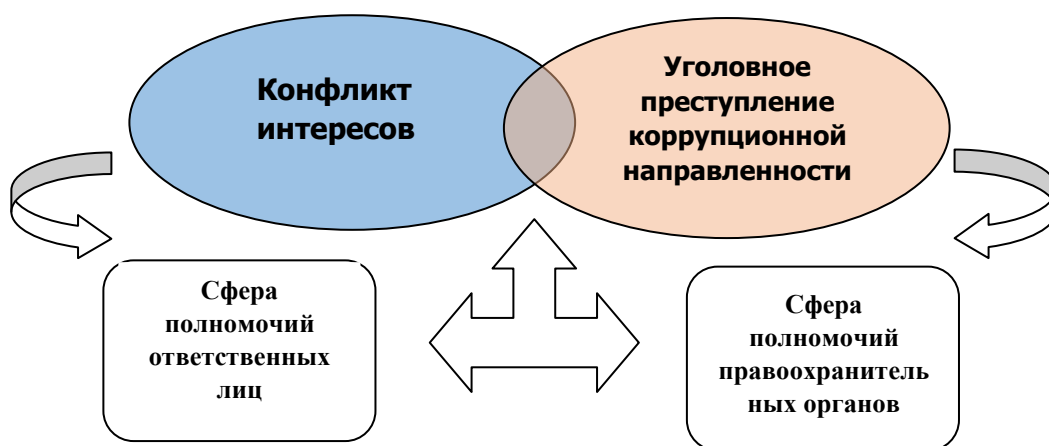 Конфликт
интересов
Уголовное
преступление
коррупционной
направленности
Сфера
полномочий
ответственных
лиц
Сфера
полномочий
правоохранитель
ных органов